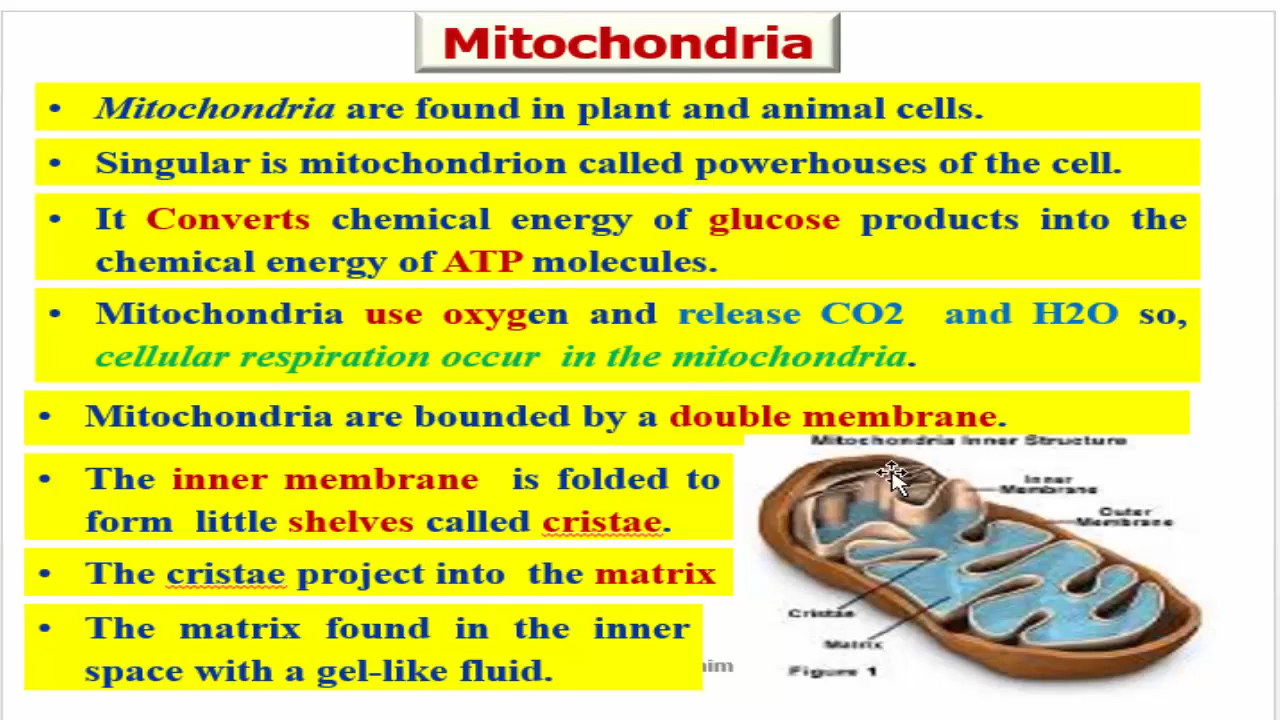 Mitochondria
• Mitochondria are found in plant and animal cells.
• Singular is mitochondrion called powerhouses of the cell.
• It Converts chemical energy of glucose products into the
chemical energy of ATP molecules.
• Mitochondria use oxygen and release CO2 and H2O so,
cellular respiration occur in the mitochondria.
• Mitochondria are bounded by a double membrane.
Mitochondria Inner Structure
• The inner membrane is folded to
form little shelves called cristae.
Inner
Membrane
Outer
Membrane
• The cristae project into the matrix
Cristae
Matrix
• The matrix found in the inner
space with a gel-like fluid.
Figure 1